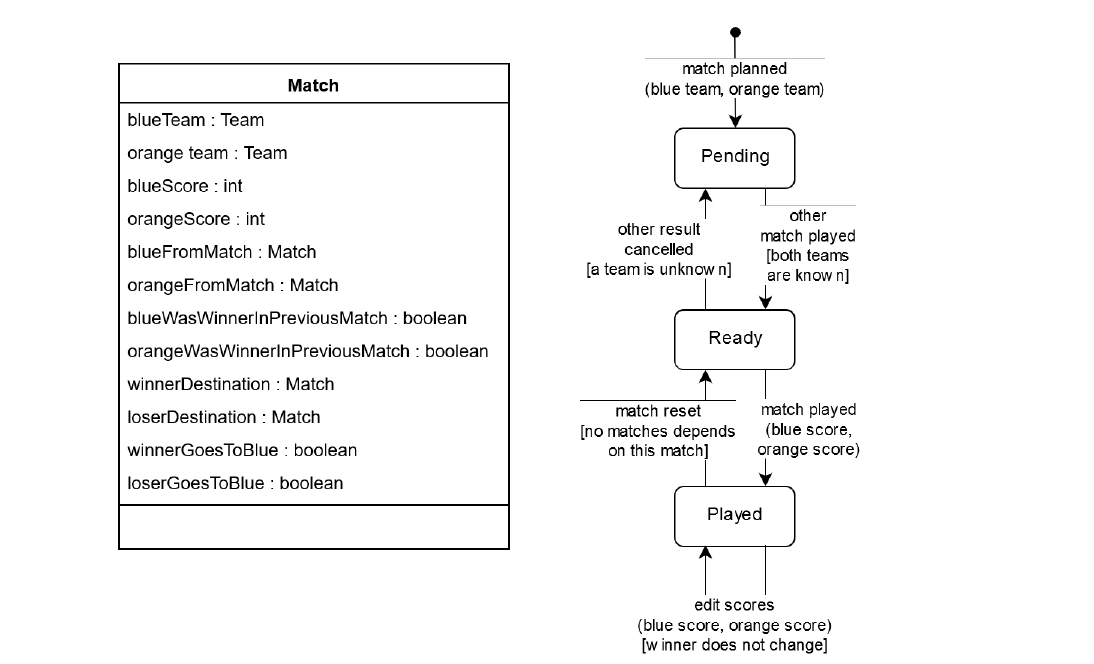 Match
blueTeam : Team
orange team : Team
blueScore : int
orangeScore : int
blueFromMatch : Match
orangeFromMatch : Match
blueWasWinnerInPreviousMatch : boolean
orangeWasWinnerInPreviousMatch : boolean
winnerDestination : Match
loserDestination : Match
winnerGoesToBlue : boolean
loserGoesToBlue : boolean
match planned
(blue team, orange team)
Pending
other result
cancelled
[a team is unknown]
other
match played
[both teams
are known]
Ready
match reset
[no matches depends
on this match]
match played
(blue score,
orange score)
Played
edit scores
(blue score, orange score)
[winner does not change]